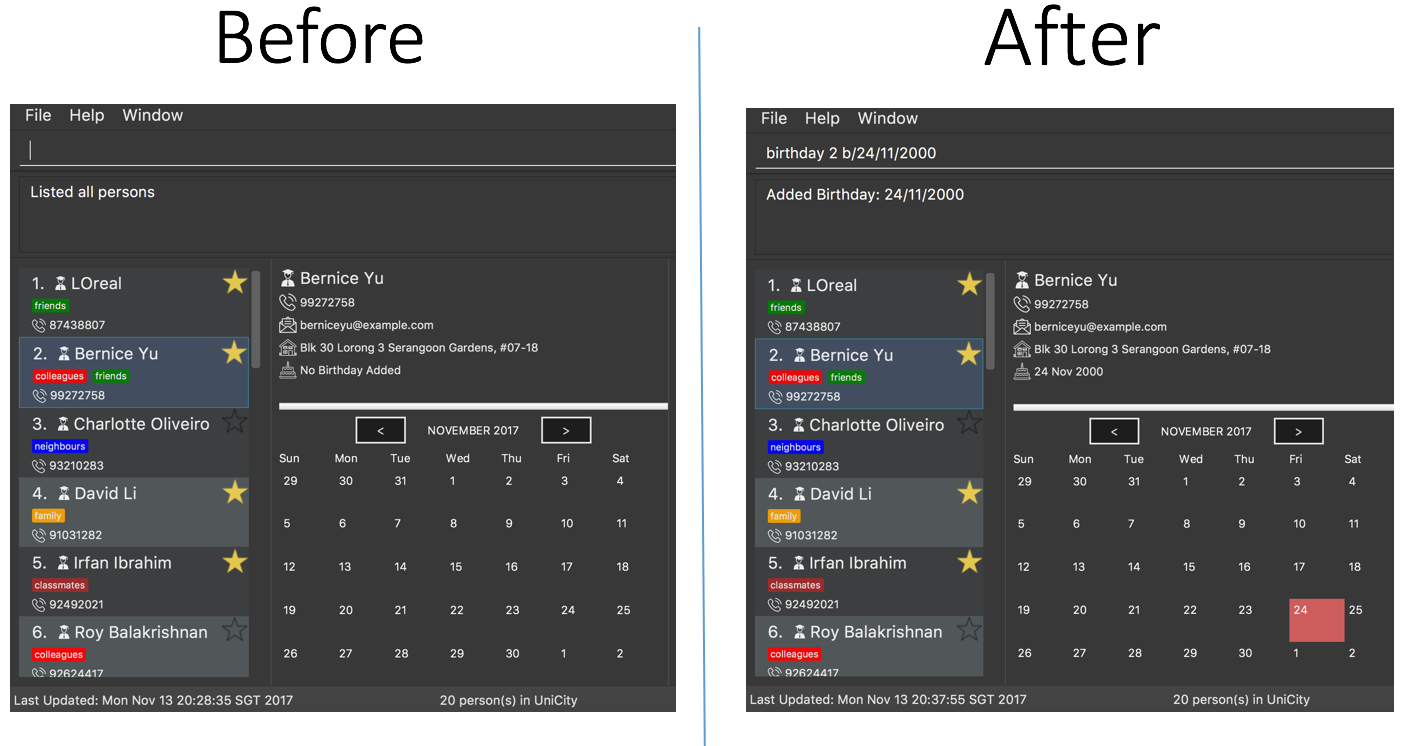 Before
File Help Window
Listed all persons
1. LOreal
friends
87438807
2. Bernice Yu
colleagues friends
99272758
3. Charlotte Oliveiro
neighbours
93210283
4. David Li
family
91031282
5. Irfan Ibrahim
classmates
92492021
6. Roy Balakrishnan
colleagues
92624417
Bernice Yu
99272758
berniceyu@example.com
Blk 30 Lorong 3 Serangoon Gardens, #07-18
No Birthday Added
< NOVEMBER 2017 >
Sun Mon Tue Wed Thu Fri Sat
29 30 31 1 2 3 4
5 6 7 8 9 10 11
12 13 14 15 16 17 18
19 20 21 22 23 24 25
26 27 28 29 30 1 2
Last Updated: Mon Nov 13 20:28:35 SGT 2017 20 person(s) in UniCity
After
File Help Window
birthday 2 b/24/11/2000
Added Birthday: 24/11/2000
1. LOreal
friends
87438807
2. Bernice Yu
colleagues friends
99272758
3. Charlotte Oliveiro
neighbours
93210283
4. David Li
family
91031282
5. Irfan Ibrahim
classmates
92492021
6. Roy Balakrishnan
colleagues
92624417
Bernice Yu
99272758
berniceyu@example.com
Blk 30 Lorong 3 Serangoon Gardens, #07-18
24 Nov 2000
< NOVEMBER 2017 >
Sun Mon Tue Wed Thu Fri Sat
29 30 31 1 2 3 4
5 6 7 8 9 10 11
12 13 14 15 16 17 18
19 20 21 22 23 24 25
26 27 28 29 30 1 2
Last Updated: Mon Nov 13 20:37:55 SGT 2017 20 person(s) in UniCity